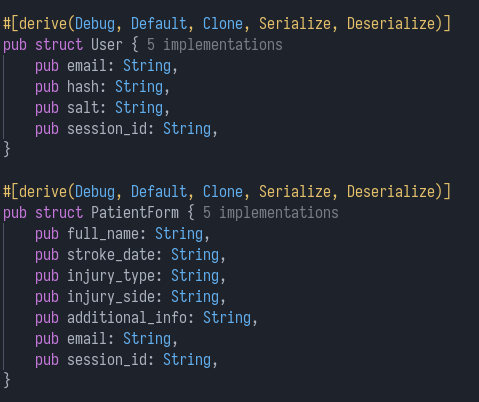 #[derive(Debug, Default, Clone, Serialize, Deserialize)]
pub struct User { 5 implementations
    pub email: String,
    pub hash: String,
    pub salt: String,
    pub session_id: String,
}

#[derive(Debug, Default, Clone, Serialize, Deserialize)]
pub struct PatientForm { 5 implementations
    pub full_name: String,
    pub stroke_date: String,
    pub injury_type: String,
    pub injury_side: String,
    pub additional_info: String,
    pub email: String,
    pub session_id: String,
}